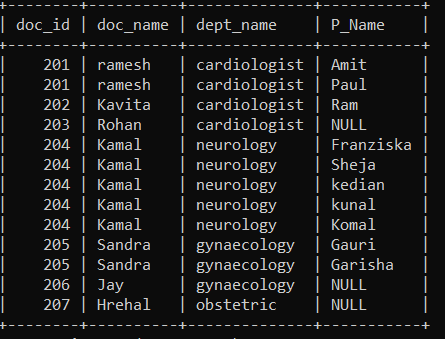 +--------+----------+--------------+-----------+
| doc_id | doc_name | dept_name    | P_Name    |
+--------+----------+--------------+-----------+
|    201 | ramesh   | cardiologist | Amit      |
|    201 | ramesh   | cardiologist | Paul      |
|    202 | Kavita   | cardiologist | Ram       |
|    203 | Rohan    | cardiologist | NULL      |
|    204 | Kamal    | neurology    | Franziska |
|    204 | Kamal    | neurology    | Sheja     |
|    204 | Kamal    | neurology    | kedian    |
|    204 | Kamal    | neurology    | kunal     |
|    204 | Kamal    | neurology    | Komal     |
|    205 | Sandra   | gynaecology  | Gauri     |
|    205 | Sandra   | gynaecology  | Garisha   |
|    206 | Jay      | gynaecology  | NULL      |
|    207 | Hrehal   | obstetric    | NULL      |
+--------+----------+--------------+-----------+